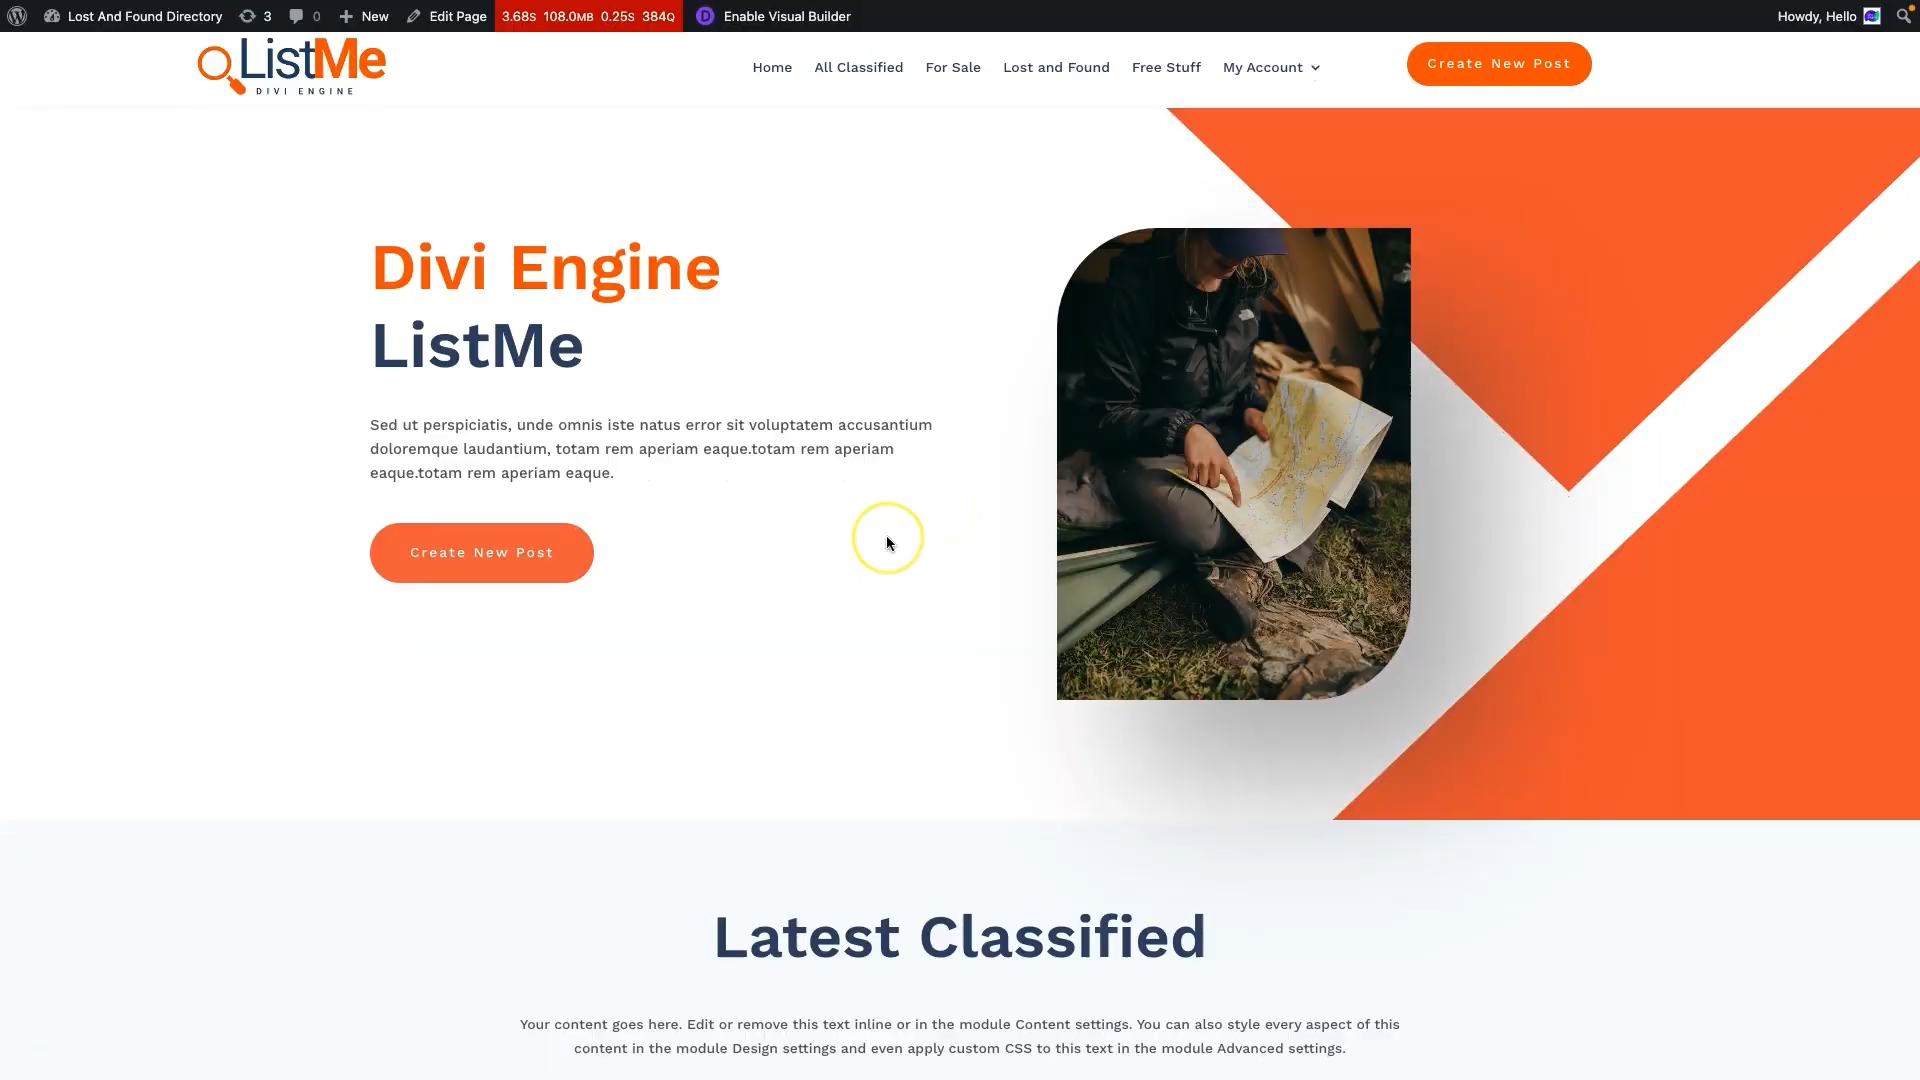 Lost And Found Directory 3 0 New Edit Page 3.68S 108.0MB 0.25S 384Q Enable Visual Builder Howdy, Hello
ListMe
DIVI ENGINE
Home All Classified For Sale Lost and Found Free Stuff My Account Create New Post
Divi Engine
ListMe
Sed ut perspiciatis, unde omnis iste natus error sit voluptatem accusantium
doloremque laudantium, totam rem aperiam eaque.totam rem aperiam
eaque.totam rem aperiam eaque.
Create New Post
Latest Classified
Your content goes here. Edit or remove this text inline or in the module Content settings. You can also style every aspect of this
content in the module Design settings and even apply custom CSS to this text in the module Advanced settings.